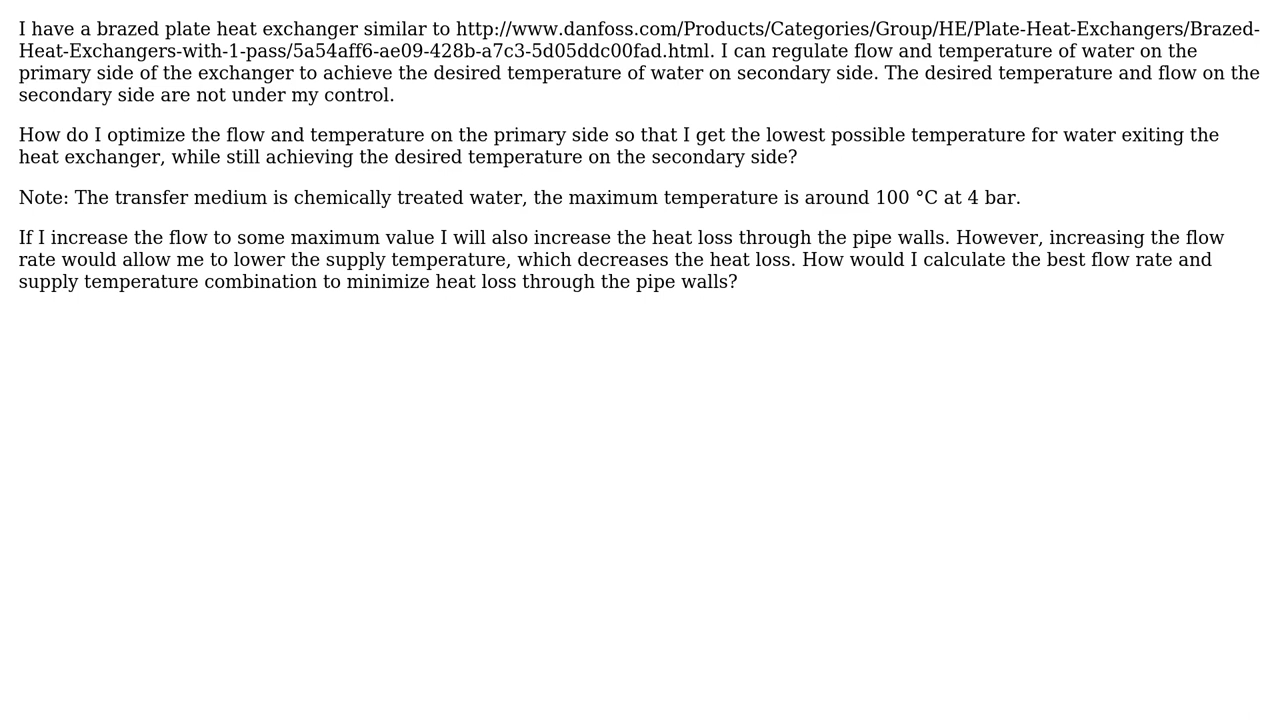 I have a brazed plate heat exchanger similar to http://www.danfoss.com/Products/Categories/Group/HE/Plate-Heat-Exchangers/Brazed-
Heat-Exchangers-with-1-pass/5a54aff6-ae09-428b-a7c3-5d05ddc00fad.html. I can regulate flow and temperature of water on the
primary side of the exchanger to achieve the desired temperature of water on secondary side. The desired temperature and flow on the
secondary side are not under my control.
How do I optimize the flow and temperature on the primary side so that I get the lowest possible temperature for water exiting the
heat exchanger, while still achieving the desired temperature on the secondary side?
Note: The transfer medium is chemically treated water, the maximum temperature is around 100 °C at 4 bar.
If I increase the flow to some maximum value I will also increase the heat loss through the pipe walls. However, increasing the flow
rate would allow me to lower the supply temperature, which decreases the heat loss. How would I calculate the best flow rate and
supply temperature combination to minimize heat loss through the pipe walls?